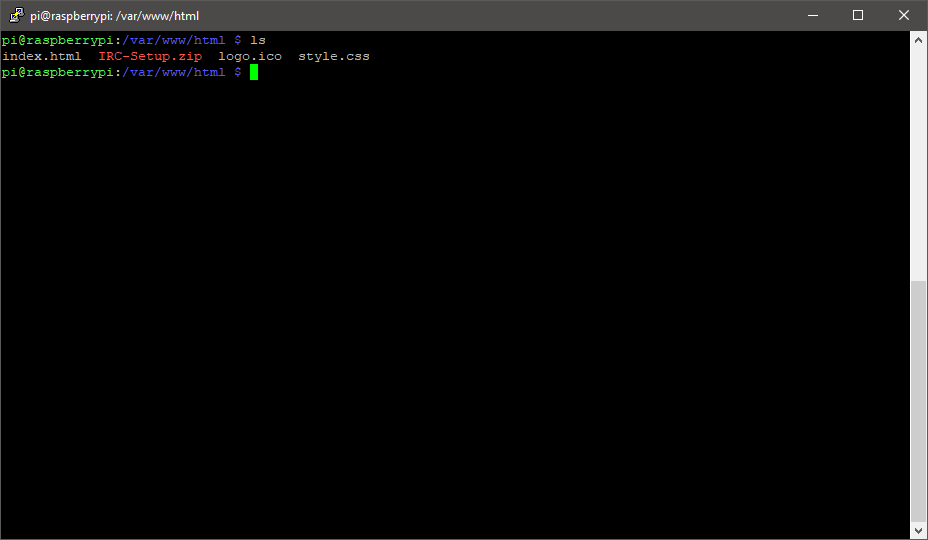 pi@raspberrypi: /var/www/html
pi@raspberrypi:/var/www/html $ ls
index.html  IRC-Setup.zip  logo.ico  style.css
pi@raspberrypi:/var/www/html $